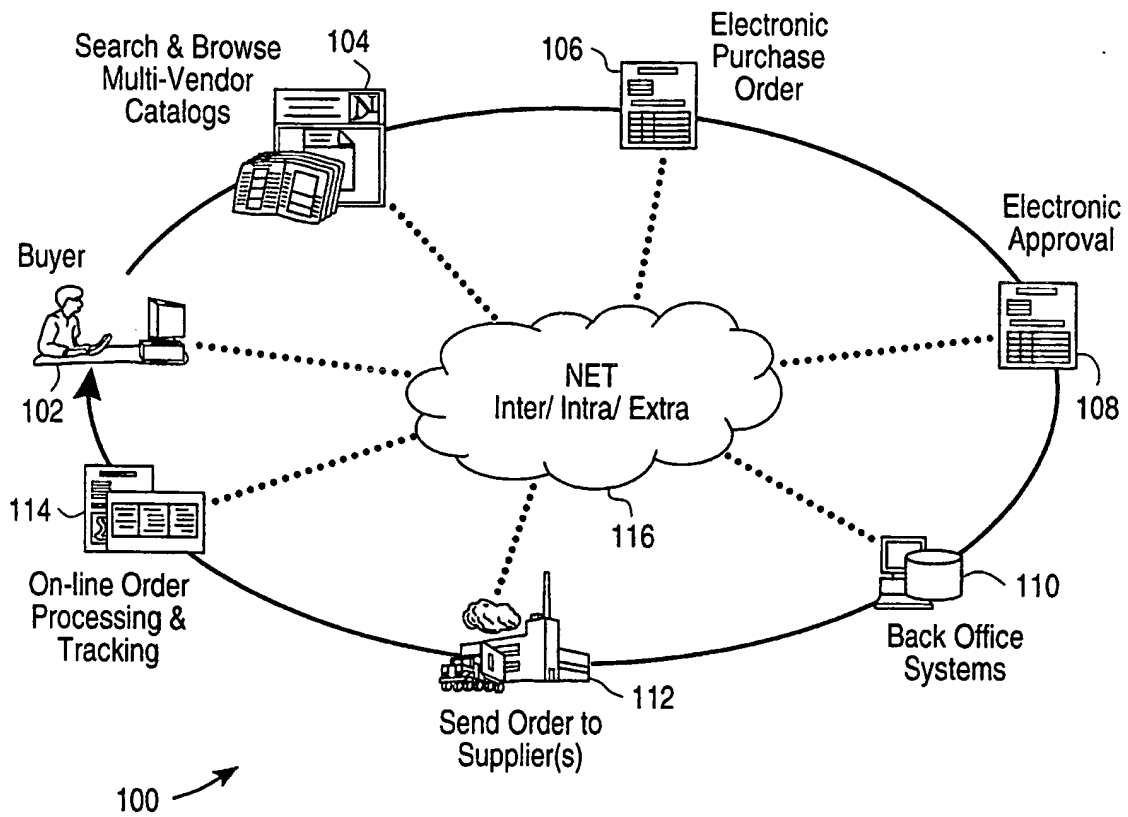 Search & Browse
Multi-Vendor
Catalogs
104
106
Electronic
Purchase
Order
Electronic
Approval
108
Buyer
102
NET
Inter/ Intra/ Extra
116
114
On-line Order
Processing &
Tracking
110
Back Office
Systems
112
Send Order to
Supplier(s)
100